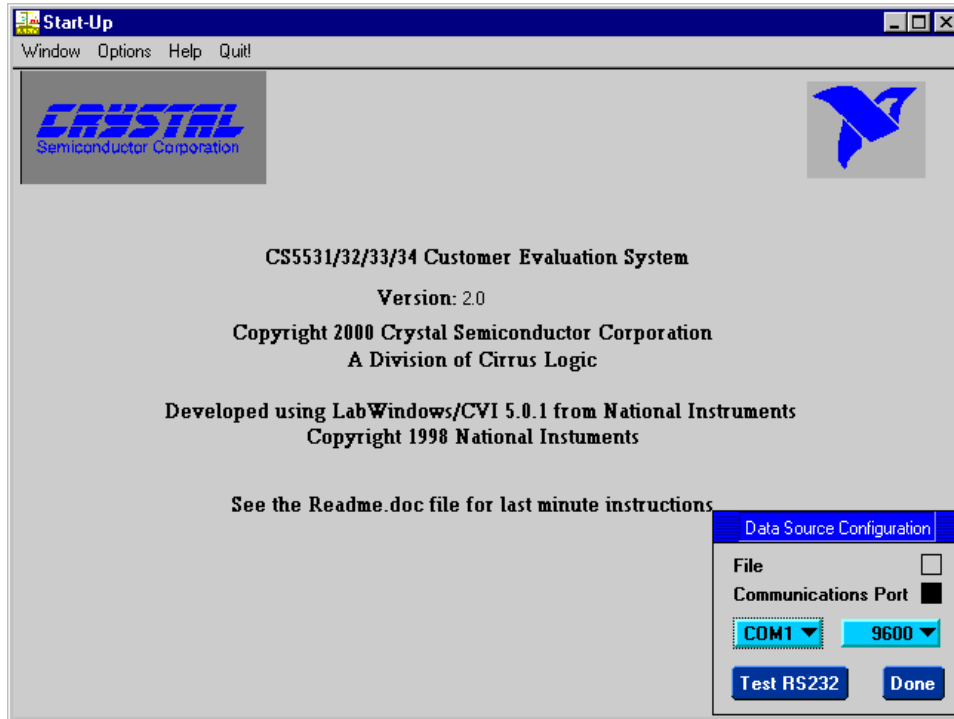 Start-Up
Window Options Help Quit!
CRYSTAL
Semiconductor Corporation
CS5531/32/33/34 Customer Evaluation System
Version: 2.0
Copyright 2000 Crystal Semiconductor Corporation
A Division of Cirrus Logic
Developed using LabWindows/CVI 5.0.1 from National Instruments
Copyright 1998 National Instuments
See the Readme.doc file for last minute instructions
Data Source Configuration
File
Communications Port
COM1 9600
Test RS232 Done